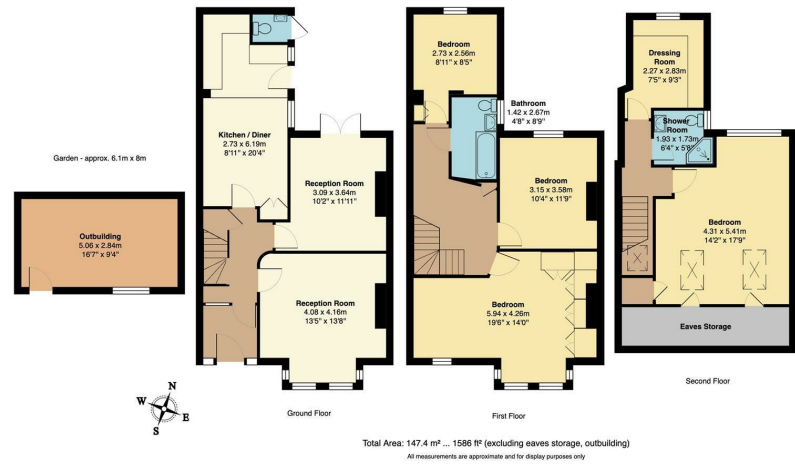 Garden - approx. 6.1m x 8m
Outbuilding
5.06 x 2.84m
16'7" x 9'4"
Kitchen / Diner
2.73 x 6.19m
8'11" x 20'4"
Reception Room
3.09 x 3.64m
10'2" x 11'11"
Reception Room
4.08 x 4.16m
13'5" x 13'8"
Ground Floor
Bedroom
2.73 x 2.56m
8'11" x 8'5"
Bathroom
1.42 x 2.67m
4'8" x 8'9"
Bedroom
3.15 x 3.58m
10'4" x 11'9"
Bedroom
5.94 x 4.26m
19'6" x 14'0"
First Floor
Dressing
Room
2.27 x 2.83m
7'5" x 9'3"
Shower
Room
1.93 x 1.73m
6'4" x 5'8"
Bedroom
4.31 x 5.41m
14'2" x 17'9"
Eaves Storage
Second Floor
N
W
E
S
Total Area: 147.4 m² ... 1586 ft² (excluding eaves storage, outbuilding)
All measurements are approximate and for display purposes only